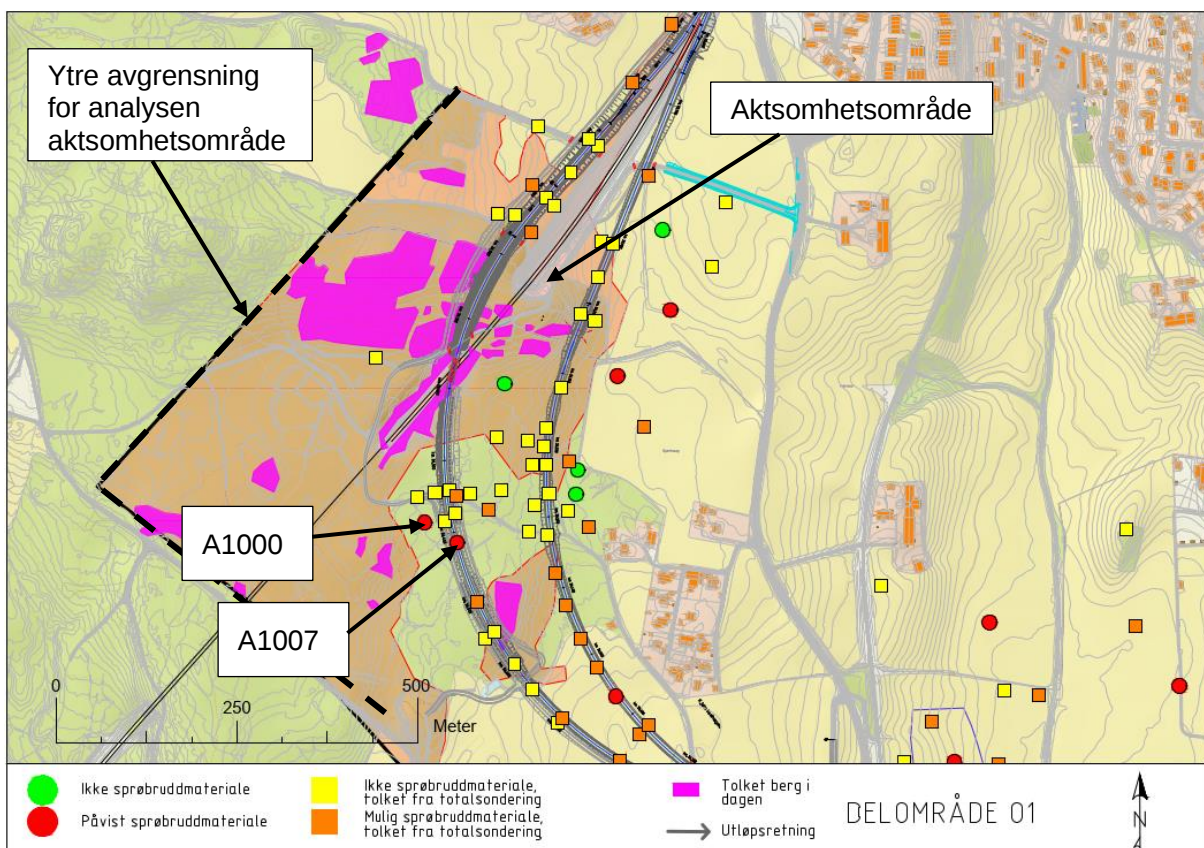 Ytre avgrensning
for analysen
aktsomhetsområde
Aktsomhetsområde
A1000
A1007
0
250
500
Meter
Ikke sprøbruddmateriale
Påvist sprøbruddmateriale
Ikke sprøbruddmateriale,
tolket fra totalsondering
Mulig sprøbruddmateriale,
tolket fra totalsondering
Tolket berg i
dagen
Utløpsretning
DELOMRÅDE 01
N